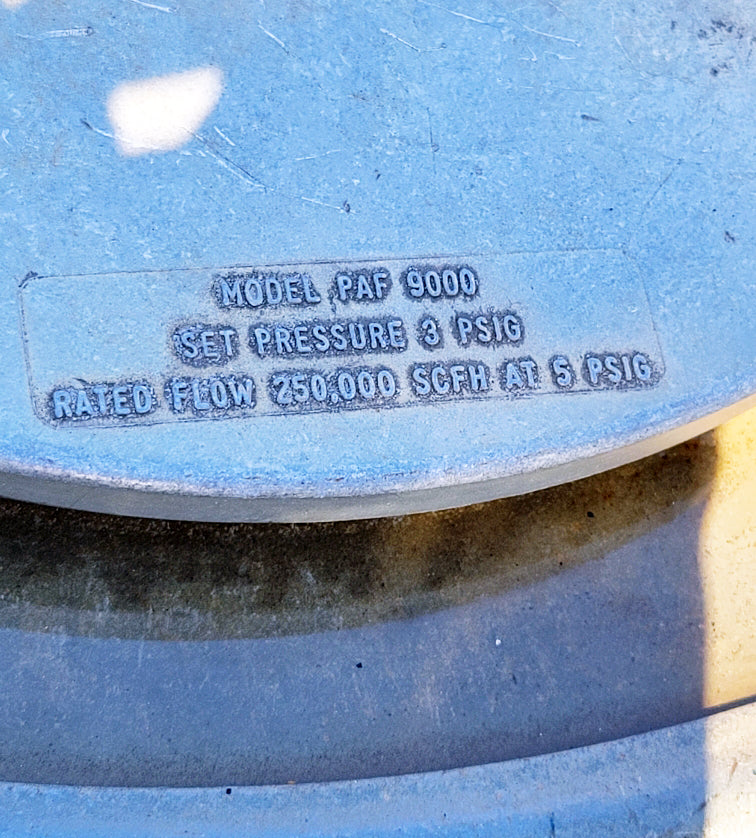 MODEL PAF 9000
SET PRESSURE 3 PSIG
RATED FLOW 250,000 SCFH AT 5 PSIG